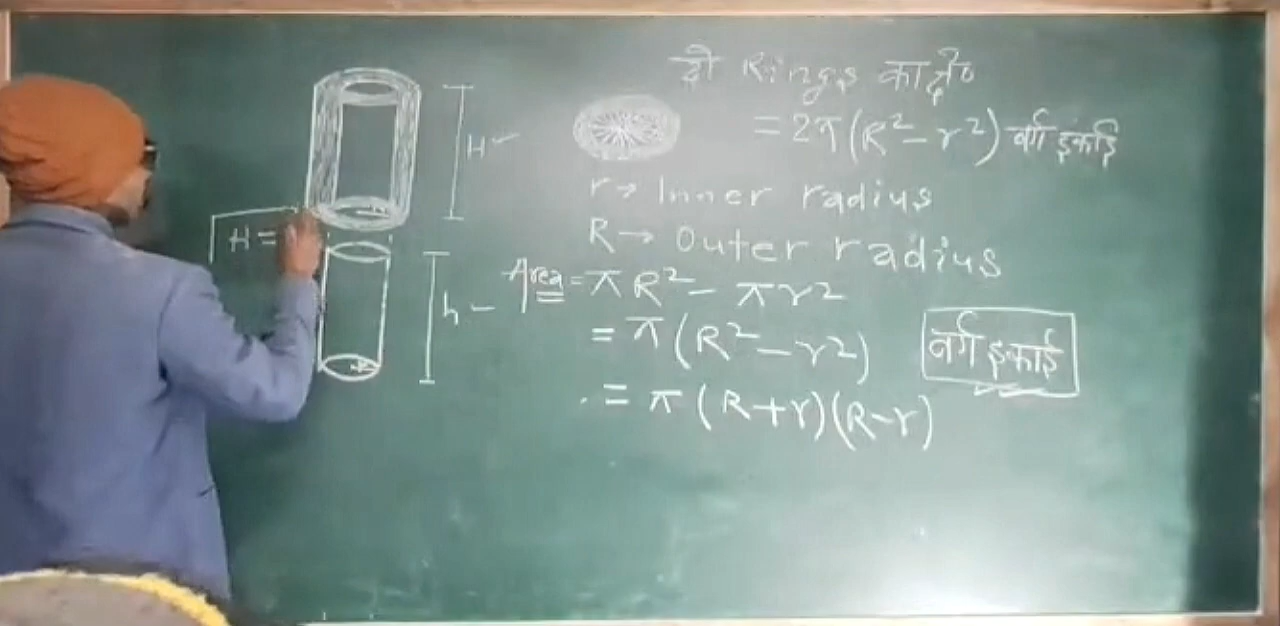 दो Rings का क्षे०
= 2π(R²-r²) वर्ग इकाई
H
r → Inner radius
H =
R → Outer radius
h
Area = πR² - πr²
= π(R²-r²)
वर्ग इकाई
= π(R+r)(R-r)